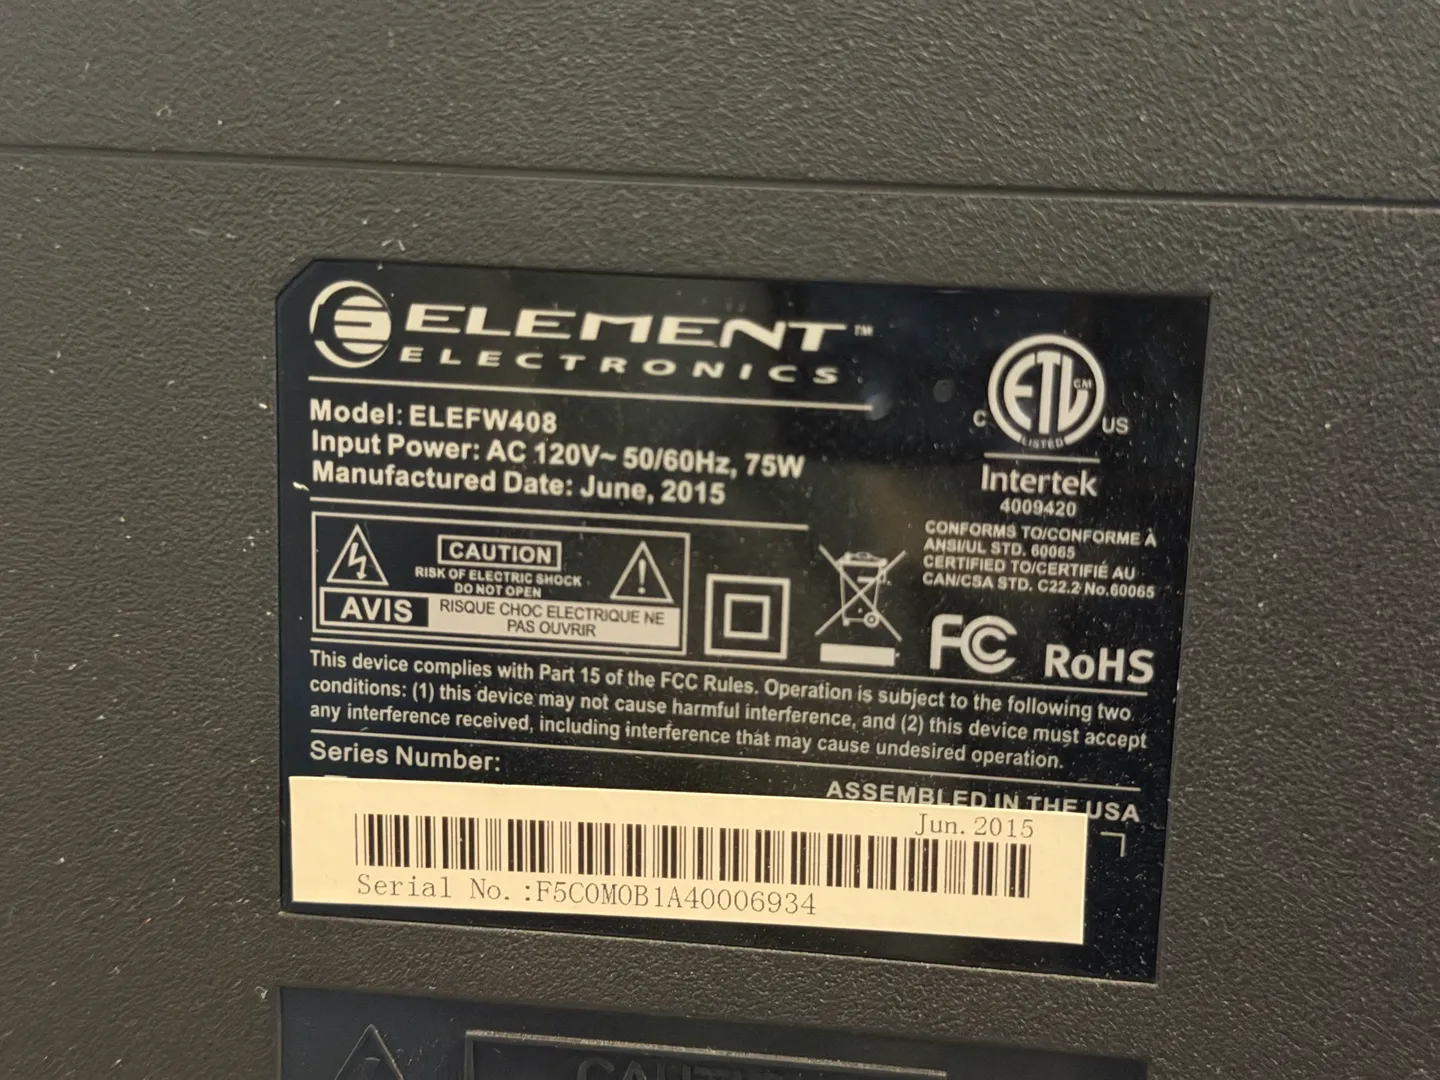 ELEMENT™
ELECTRONICS
Model: ELEFW408
Input Power: AC 120V~ 50/60Hz, 75W
Manufactured Date: June, 2015
C ETL CM US
LISTED
Intertek
4009420
CONFORMS TO/CONFORME À
ANSI/UL STD. 60065
CERTIFIED TO/CERTIFIÉ AU
CAN/CSA STD. C22.2 No.60065
CAUTION
RISK OF ELECTRIC SHOCK
DO NOT OPEN
AVIS RISQUE CHOC ELECTRIQUE NE
PAS OUVRIR
FC RoHS
This device complies with Part 15 of the FCC Rules. Operation is subject to the following two
conditions: (1) this device may not cause harmful interference, and (2) this device must accept
any interference received, including interference that may cause undesired operation.
Series Number:
ASSEMBLED IN THE USA
Jun. 2015
Serial No.:F5C0M0B1A40006934
CAUTION